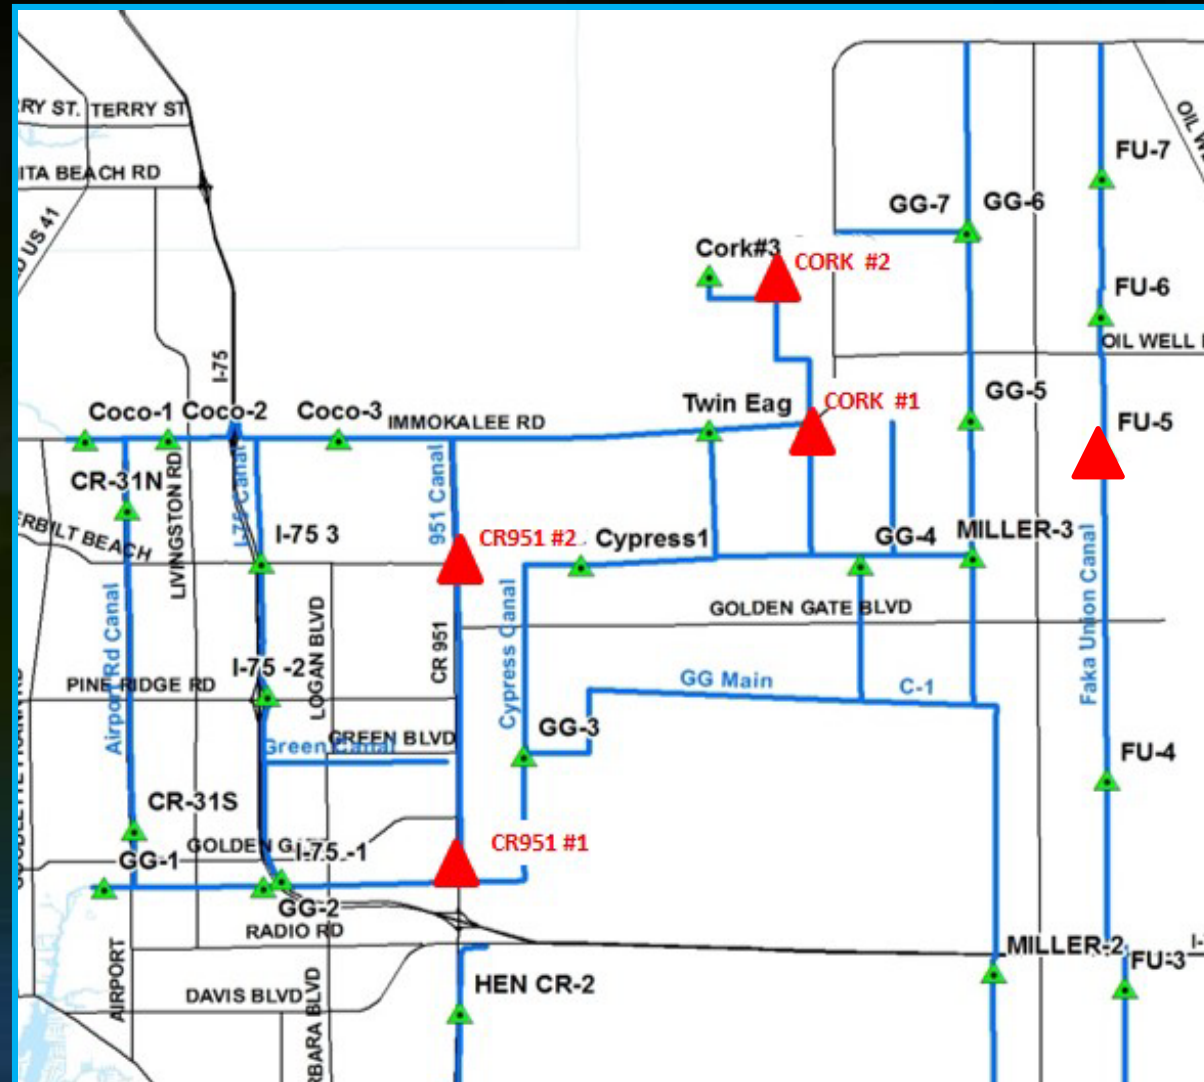 RY ST. TERRY ST
ITA BEACH RD
US 41
I-75
OIL W
FU-7
GG-7
GG-6
Cork#3
CORK #2
FU-6
OIL WELL
GG-5
Twin Eag
CORK #1
FU-5
Coco-1
Coco-2
Coco-3
IMMOKALEE RD
CR-31N
LIVINGSTON RD
I-75 Canal
951 Canal
ERBILT BEACH
I-75 3
CR951 #2
Cypress1
GG-4
MILLER-3
Faka Union Canal
GOLDEN GATE BLVD
Airport Rd Canal
LOGAN BLVD
CR 951
Cypress Canal
I-75 -2
PINE RIDGE RD
GG Main
C-1
GG-3
GREEN BLVD
Green Canal
FU-4
CR-31S
GOLDEN GAT
I-75 -1
CR951 #1
GG-1
GG-2
RADIO RD
AIRPORT
MILLER-2
FU-3
HEN CR-2
DAVIS BLVD
RBARA BLVD